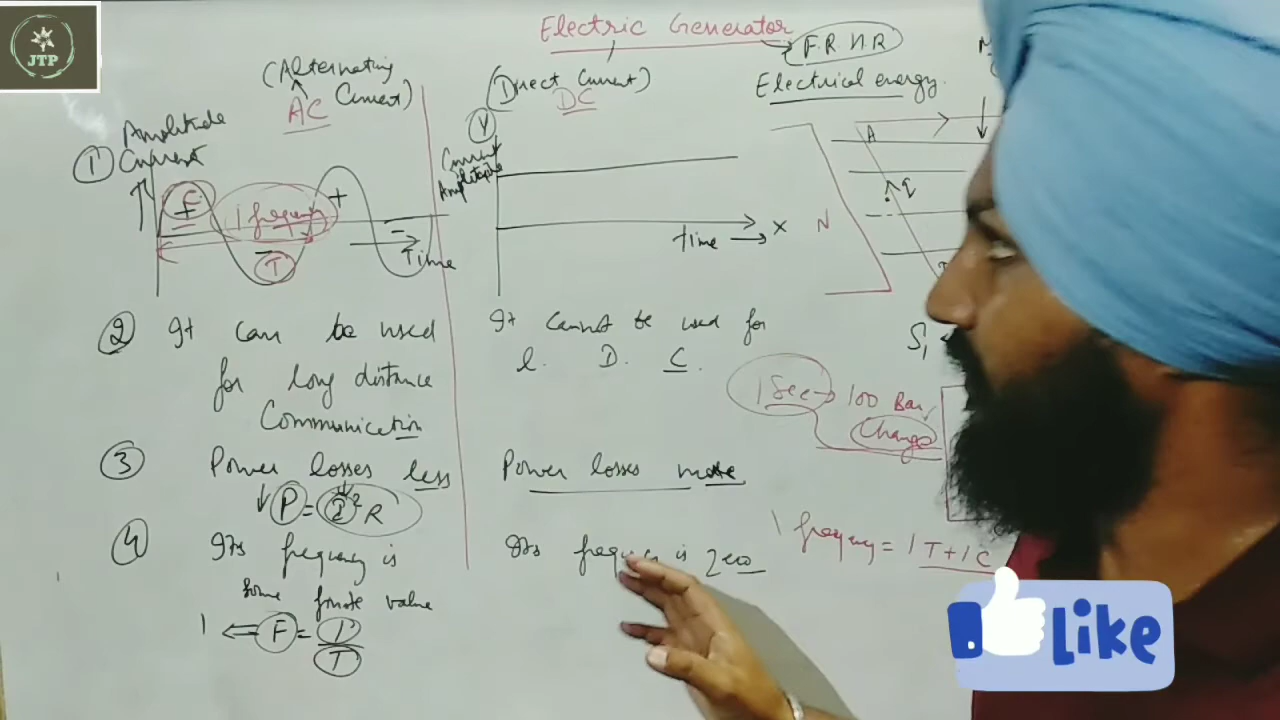 JTP
Electric Generator
F R H R
Electrical energy
(Alternating
Current)
AC
(Direct Current)
DC
Amplitude
① Current
+
1 frequency
+
-
-
T
Time
Y
Current
Amplitude
time → X
A
N
S1
② It can be used
for long distance
Communication
It cannot be used for
L. D. C.
1 Sec → 100 Bar
Change
③ Power losses less
↓ P = I²R
Power losses more
④ Its frequency is
some finite value
1 ⇐ F = 1
T
Its frequency is zero
1 frequency = 1 T + 1 C
Like